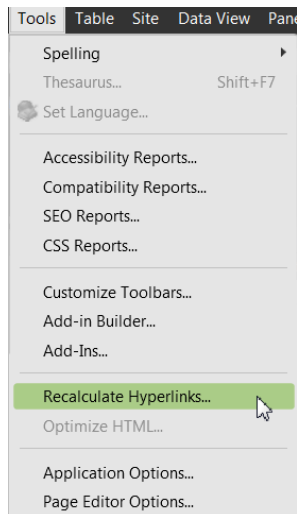 Tools Table Site Data View Pane
Spelling
Thesaurus... Shift+F7
Set Language...
Accessibility Reports...
Compatibility Reports...
SEO Reports...
CSS Reports...
Customize Toolbars...
Add-in Builder...
Add-Ins...
Recalculate Hyperlinks...
Optimize HTML...
Application Options...
Page Editor Options...